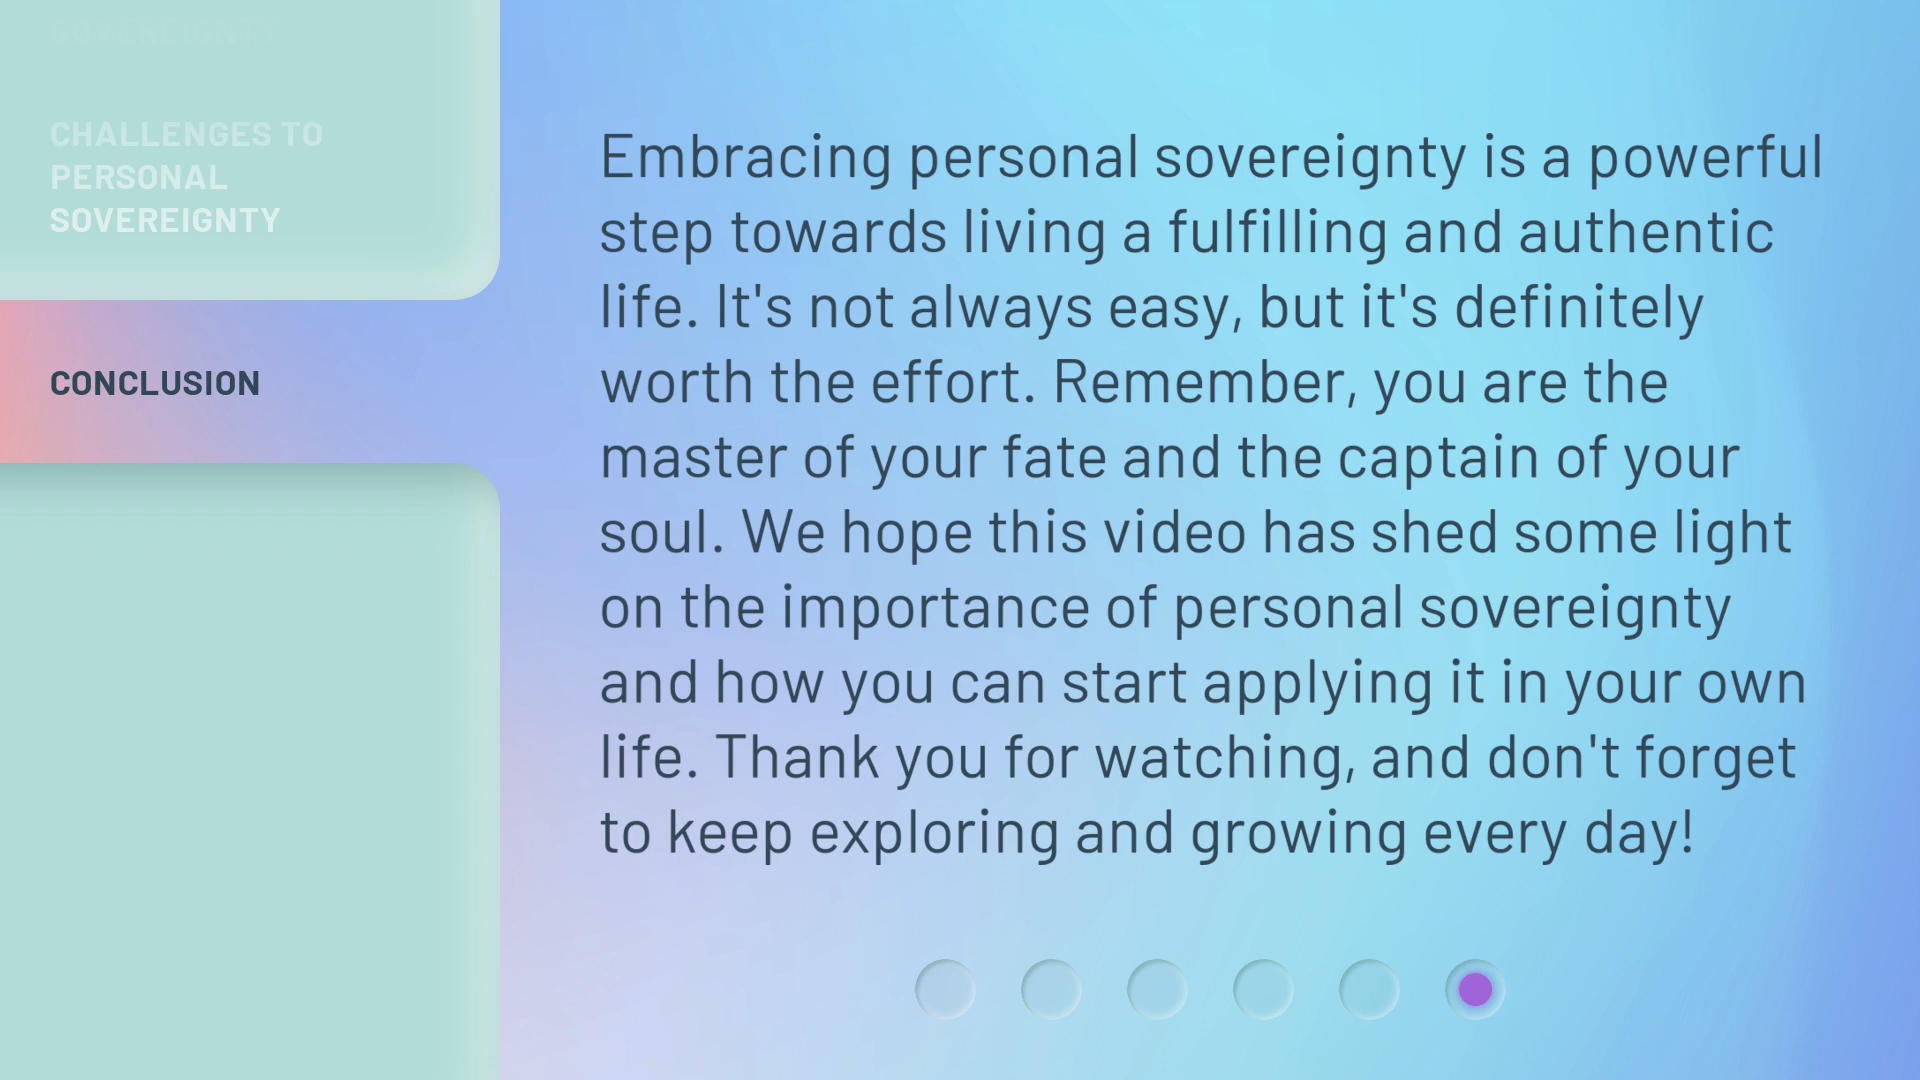 SOVEREIGNTY
CHALLENGES TO
PERSONAL
SOVEREIGNTY
CONCLUSION
Embracing personal sovereignty is a powerful
step towards living a fulfilling and authentic
life. It's not always easy, but it's definitely
worth the effort. Remember, you are the
master of your fate and the captain of your
soul. We hope this video has shed some light
on the importance of personal sovereignty
and how you can start applying it in your own
life. Thank you for watching, and don't forget
to keep exploring and growing every day!